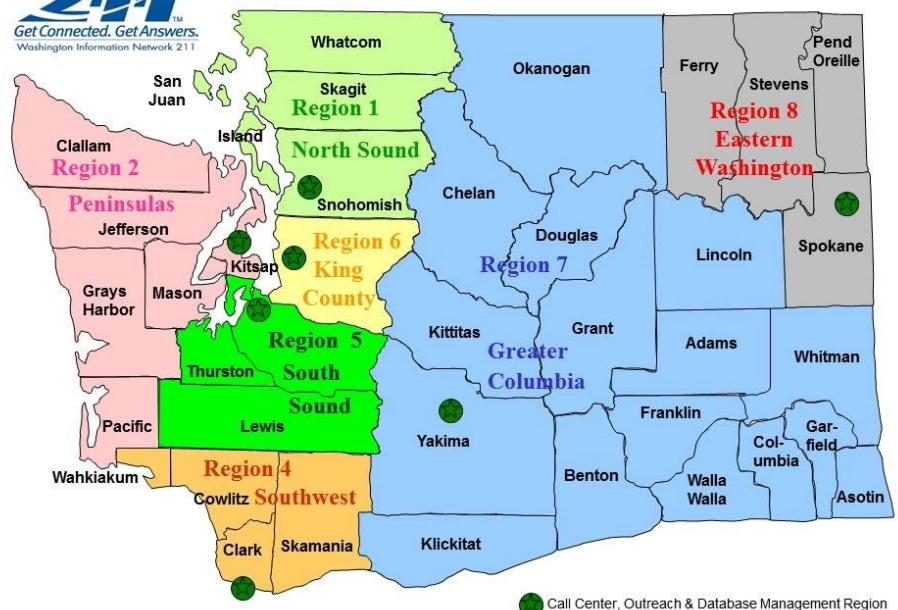 211
TM
Get Connected. Get Answers.
Washington Information Network 211
Whatcom
San
Juan
Skagit
Region 1
Island
North Sound
Snohomish
Clallam
Region 2
Peninsulas
Jefferson
Kitsap
Grays
Harbor
Mason
Region 6
King
County
Region 5
South
Thurston
Sound
Lewis
Pacific
Wahkiakum
Region 4
Cowlitz
Southwest
Clark
Skamania
Okanogan
Chelan
Douglas
Region 7
Kittitas
Grant
Greater
Columbia
Yakima
Klickitat
Benton
Lincoln
Adams
Whitman
Franklin
Walla
Walla
Col-
umbia
Gar-
field
Asotin
Ferry
Stevens
Pend
Oreille
Region 8
Eastern
Washington
Spokane
Call Center, Outreach & Database Management Region